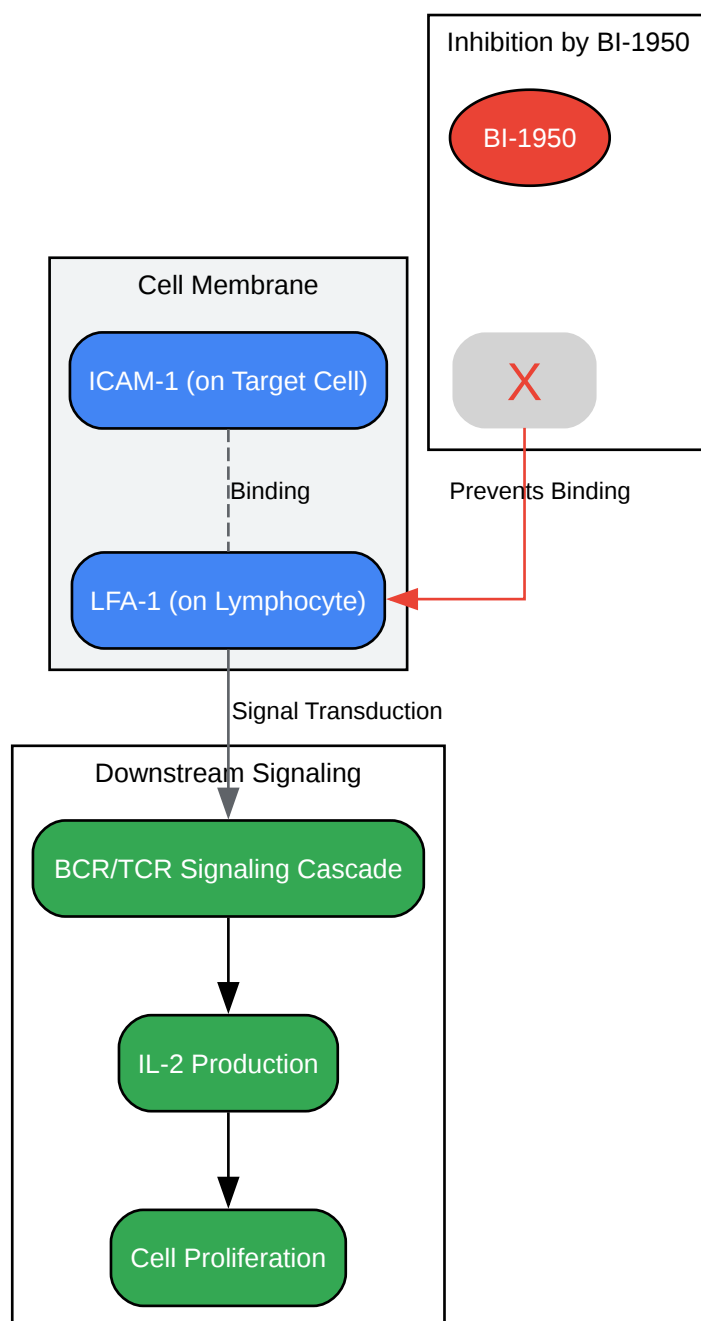 Inhibition by BI-1950
BI-1950
Cell Membrane
ICAM-1 (on Target Cell)
X
Binding
Prevents Binding
LFA-1 (on Lymphocyte)
Signal Transduction
Downstream Signaling
BCR/TCR Signaling Cascade
IL-2 Production
Cell Proliferation